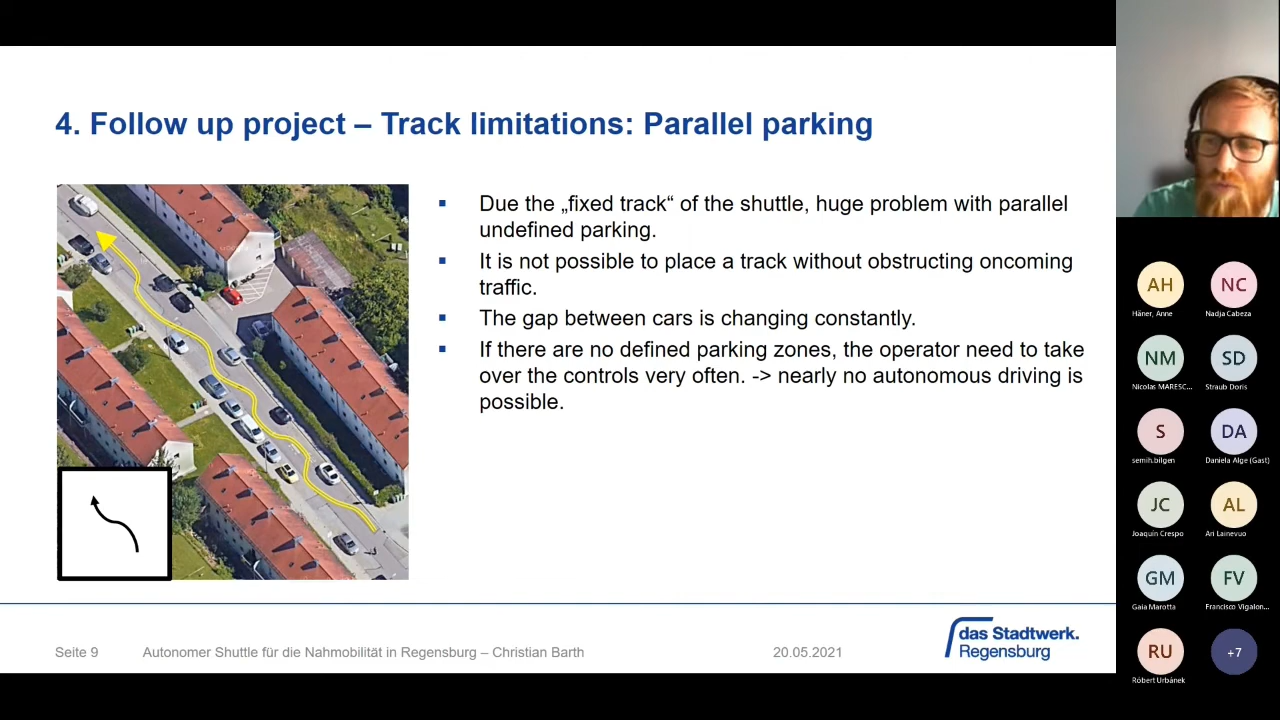 4. Follow up project – Track limitations: Parallel parking
▪ Due the „fixed track“ of the shuttle, huge problem with parallel
undefined parking.
▪ It is not possible to place a track without obstructing oncoming
traffic.
▪ The gap between cars is changing constantly.
▪ If there are no defined parking zones, the operator need to take
over the controls very often. -> nearly no autonomous driving is
possible.
Seite 9 Autonomer Shuttle für die Nahmobilität in Regensburg – Christian Barth 20.05.2021
das Stadtwerk.
Regensburg
AH NC
Häner, Anne Nadja Cabeza
NM SD
Nicolas MARESC... Straub Doris
S DA
semih.bilgen Daniela Alge (Gast)
JC AL
Joaquín Crespo Ari Lainevuo
GM FV
Gaia Marotta Francisco Vigalon...
RU +7
Róbert Urbánek